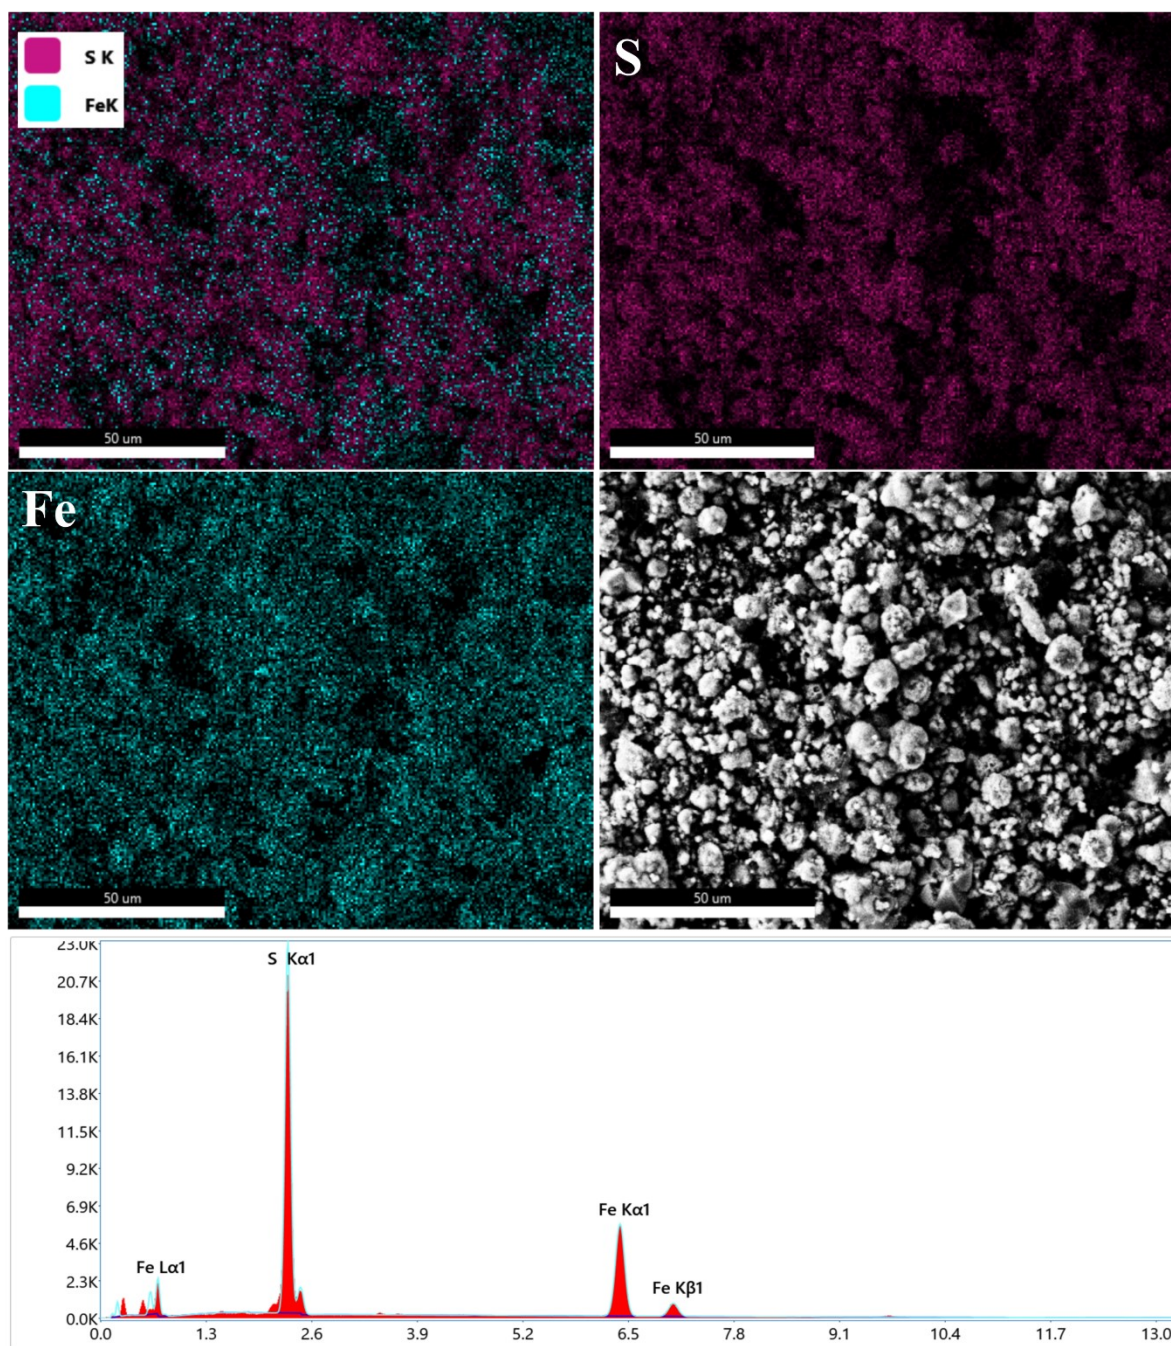 S K
FeK
S
50 um
50 um
Fe
50 um
50 um
23.0K
S Kα1
20.7K
18.4K
16.1K
13.8K
11.5K
9.2K
6.9K
Fe Kα1
4.6K
Fe Lα1
Fe Kβ1
2.3K
0.0K
0.0 1.3 2.6 3.9 5.2 6.5 7.8 9.1 10.4 11.7 13.0